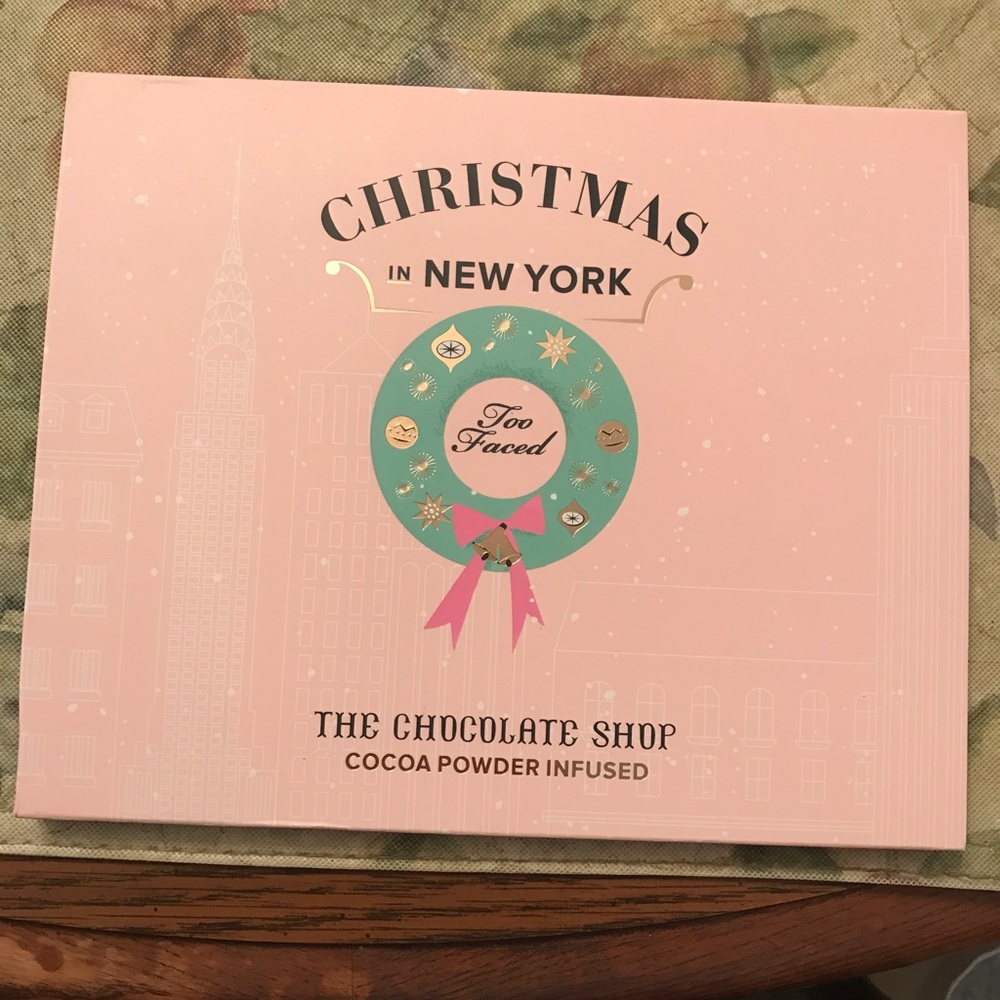 CHRISTMAS
IN NEW YORK
Too
Faced
THE CHOCOLATE SHOP
COCOA POWDER INFUSED